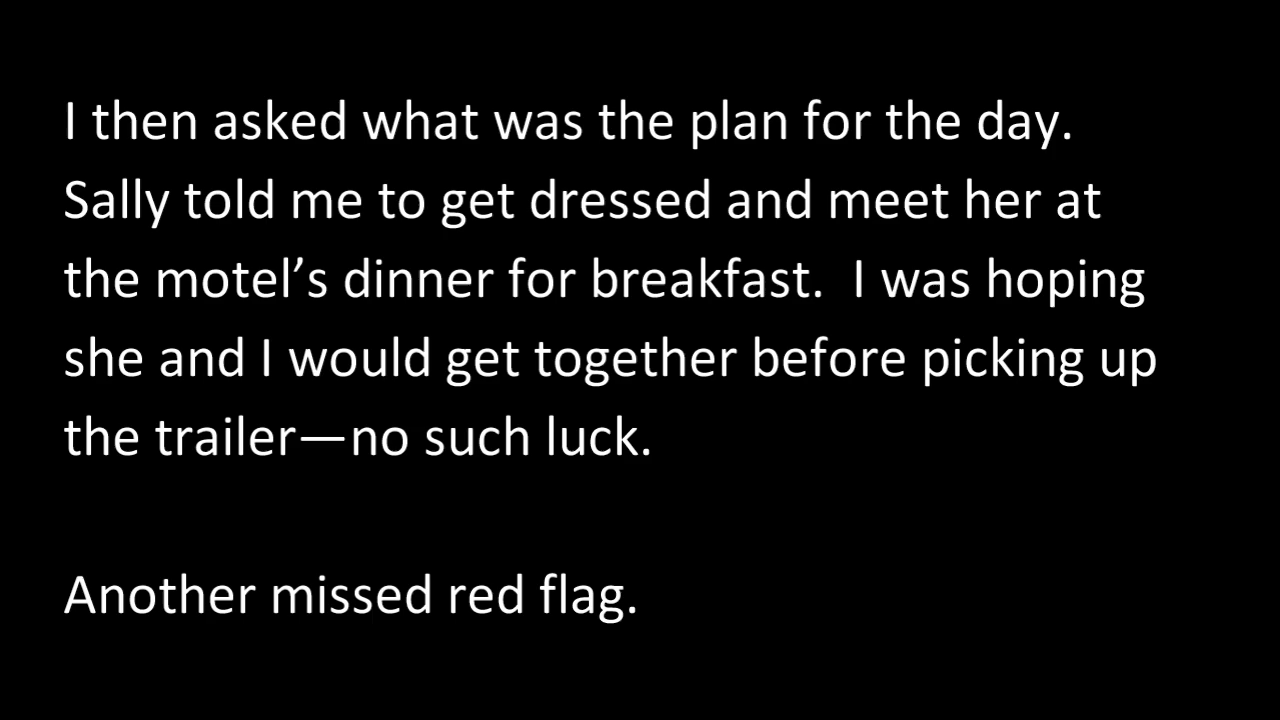 I then asked what was the plan for the day.
Sally told me to get dressed and meet her at
the motel’s dinner for breakfast.  I was hoping
she and I would get together before picking up
the trailer—no such luck.
Another missed red flag.